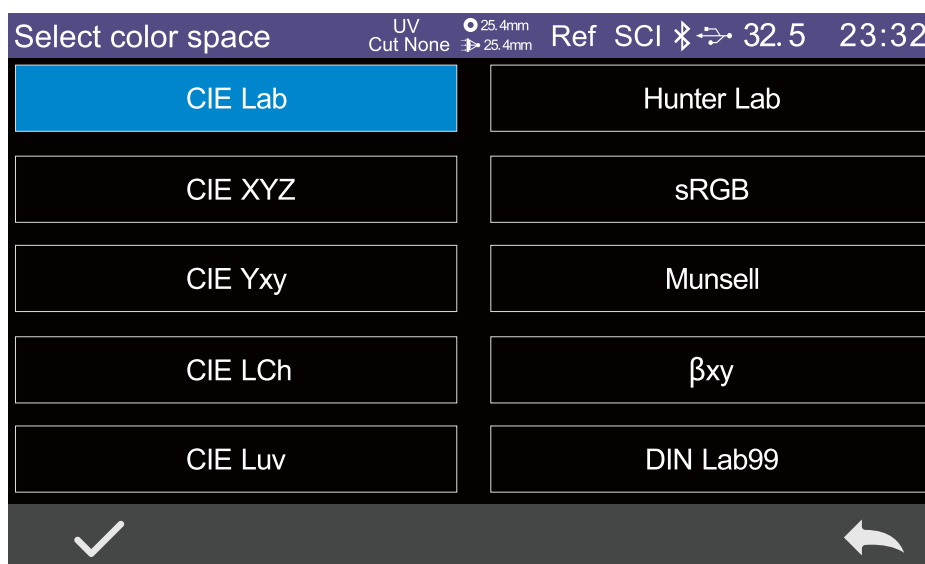 Select color space
UV
Cut None
25.4mm
25.4mm
Ref SCI 32.5 23:32
CIE Lab
Hunter Lab
CIE XYZ
sRGB
CIE Yxy
Munsell
CIE LCh
βxy
CIE Luv
DIN Lab99